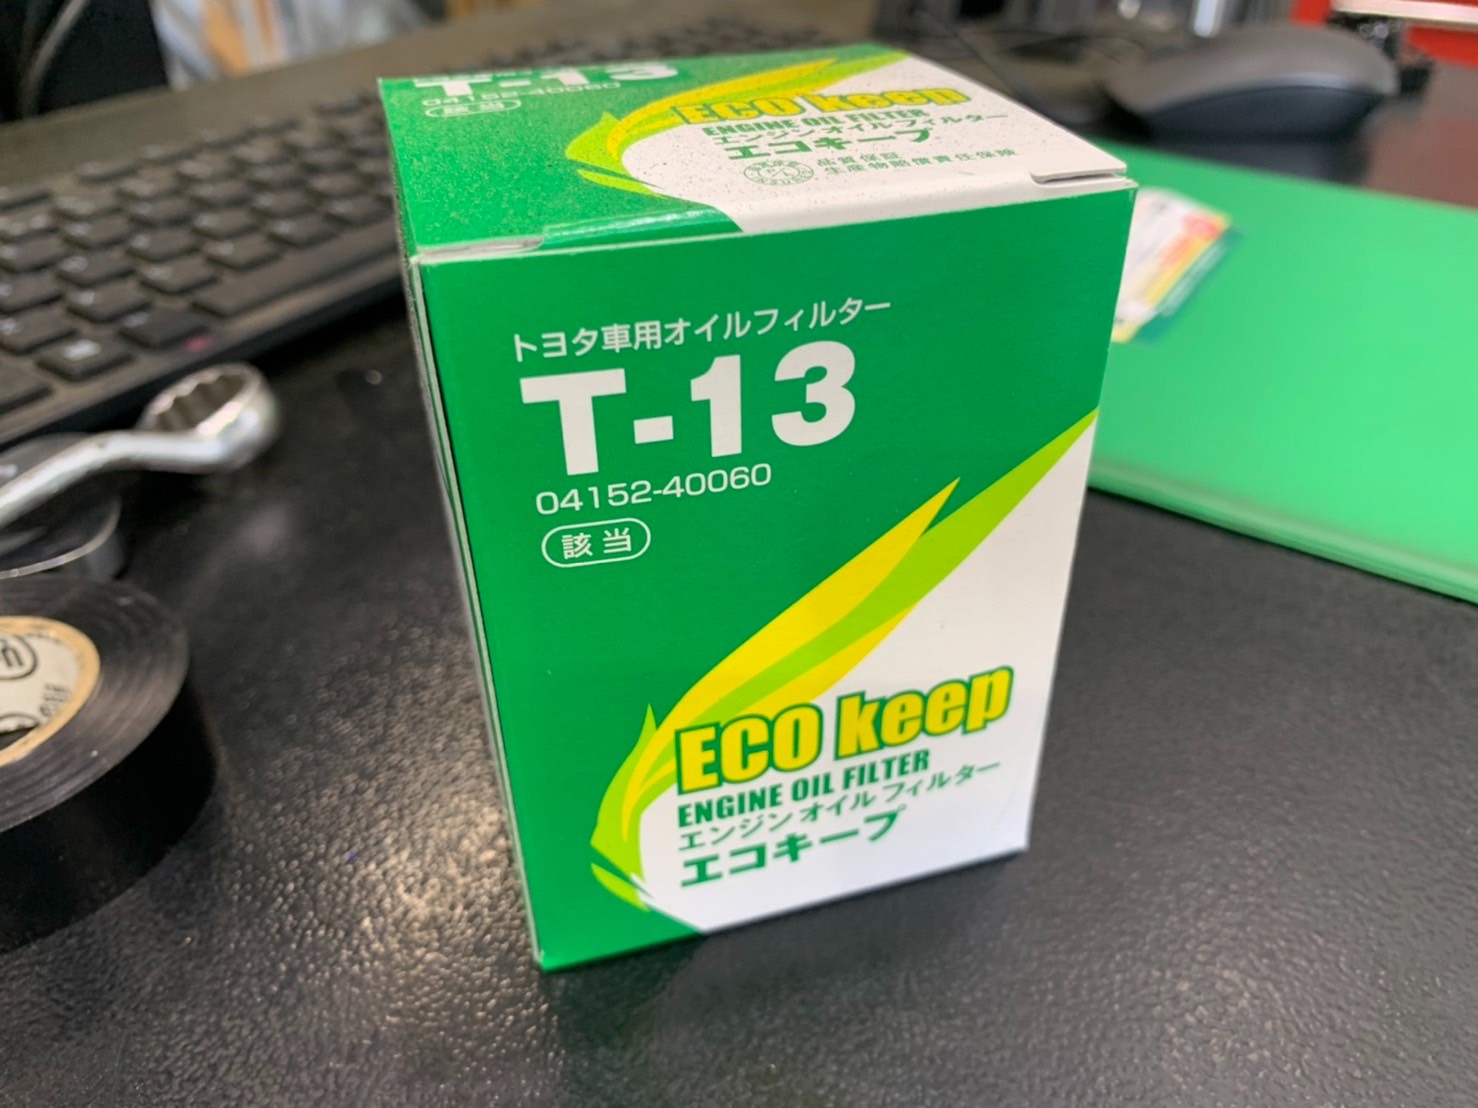 T-13
04152-40060
該当
ECO keep
ENGINE OIL FILTER
エンジンオイルフィルター
エコキープ
品質保証
生産物賠償責任保険
トヨタ車用オイルフィルター
T-13
04152-40060
該当
ECO keep
ENGINE OIL FILTER
エンジン オイル フィルター
エコキープ